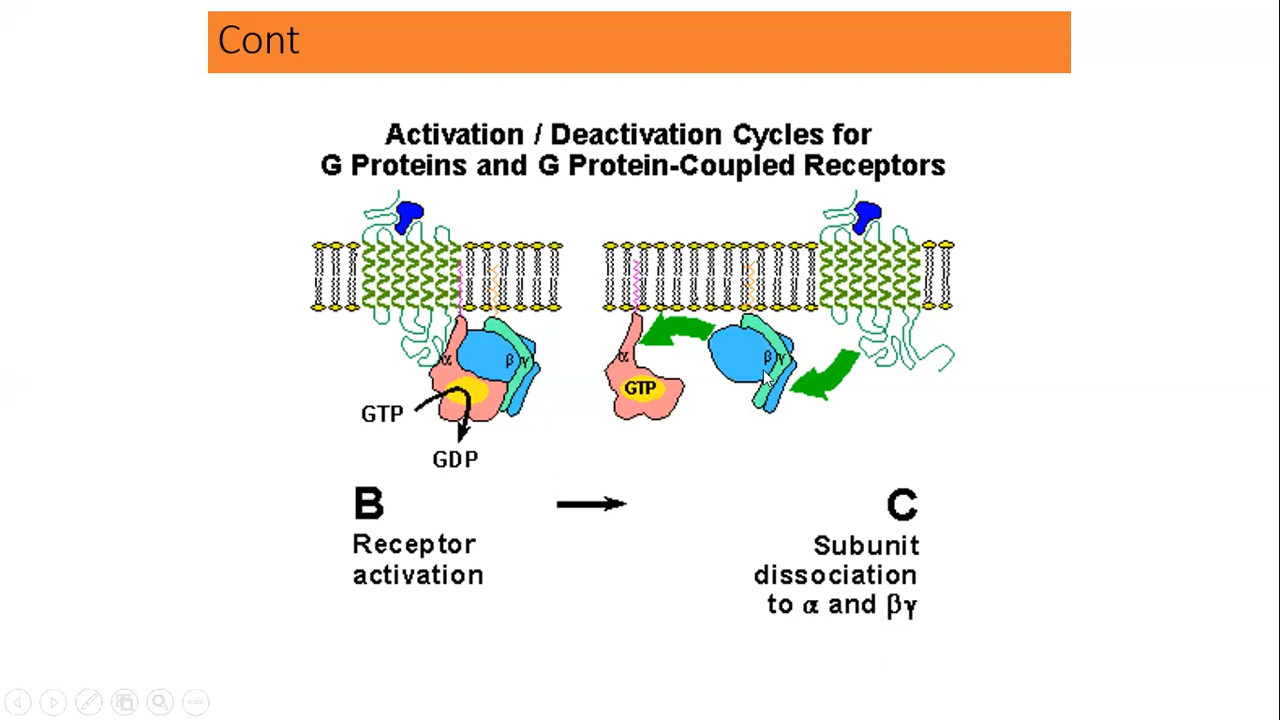 Cont
Activation / Deactivation Cycles for
G Proteins and G Protein-Coupled Receptors
α
β
γ
GTP
GDP
α
GTP
β
γ
B
Receptor
activation
C
Subunit
dissociation
to α and βγ